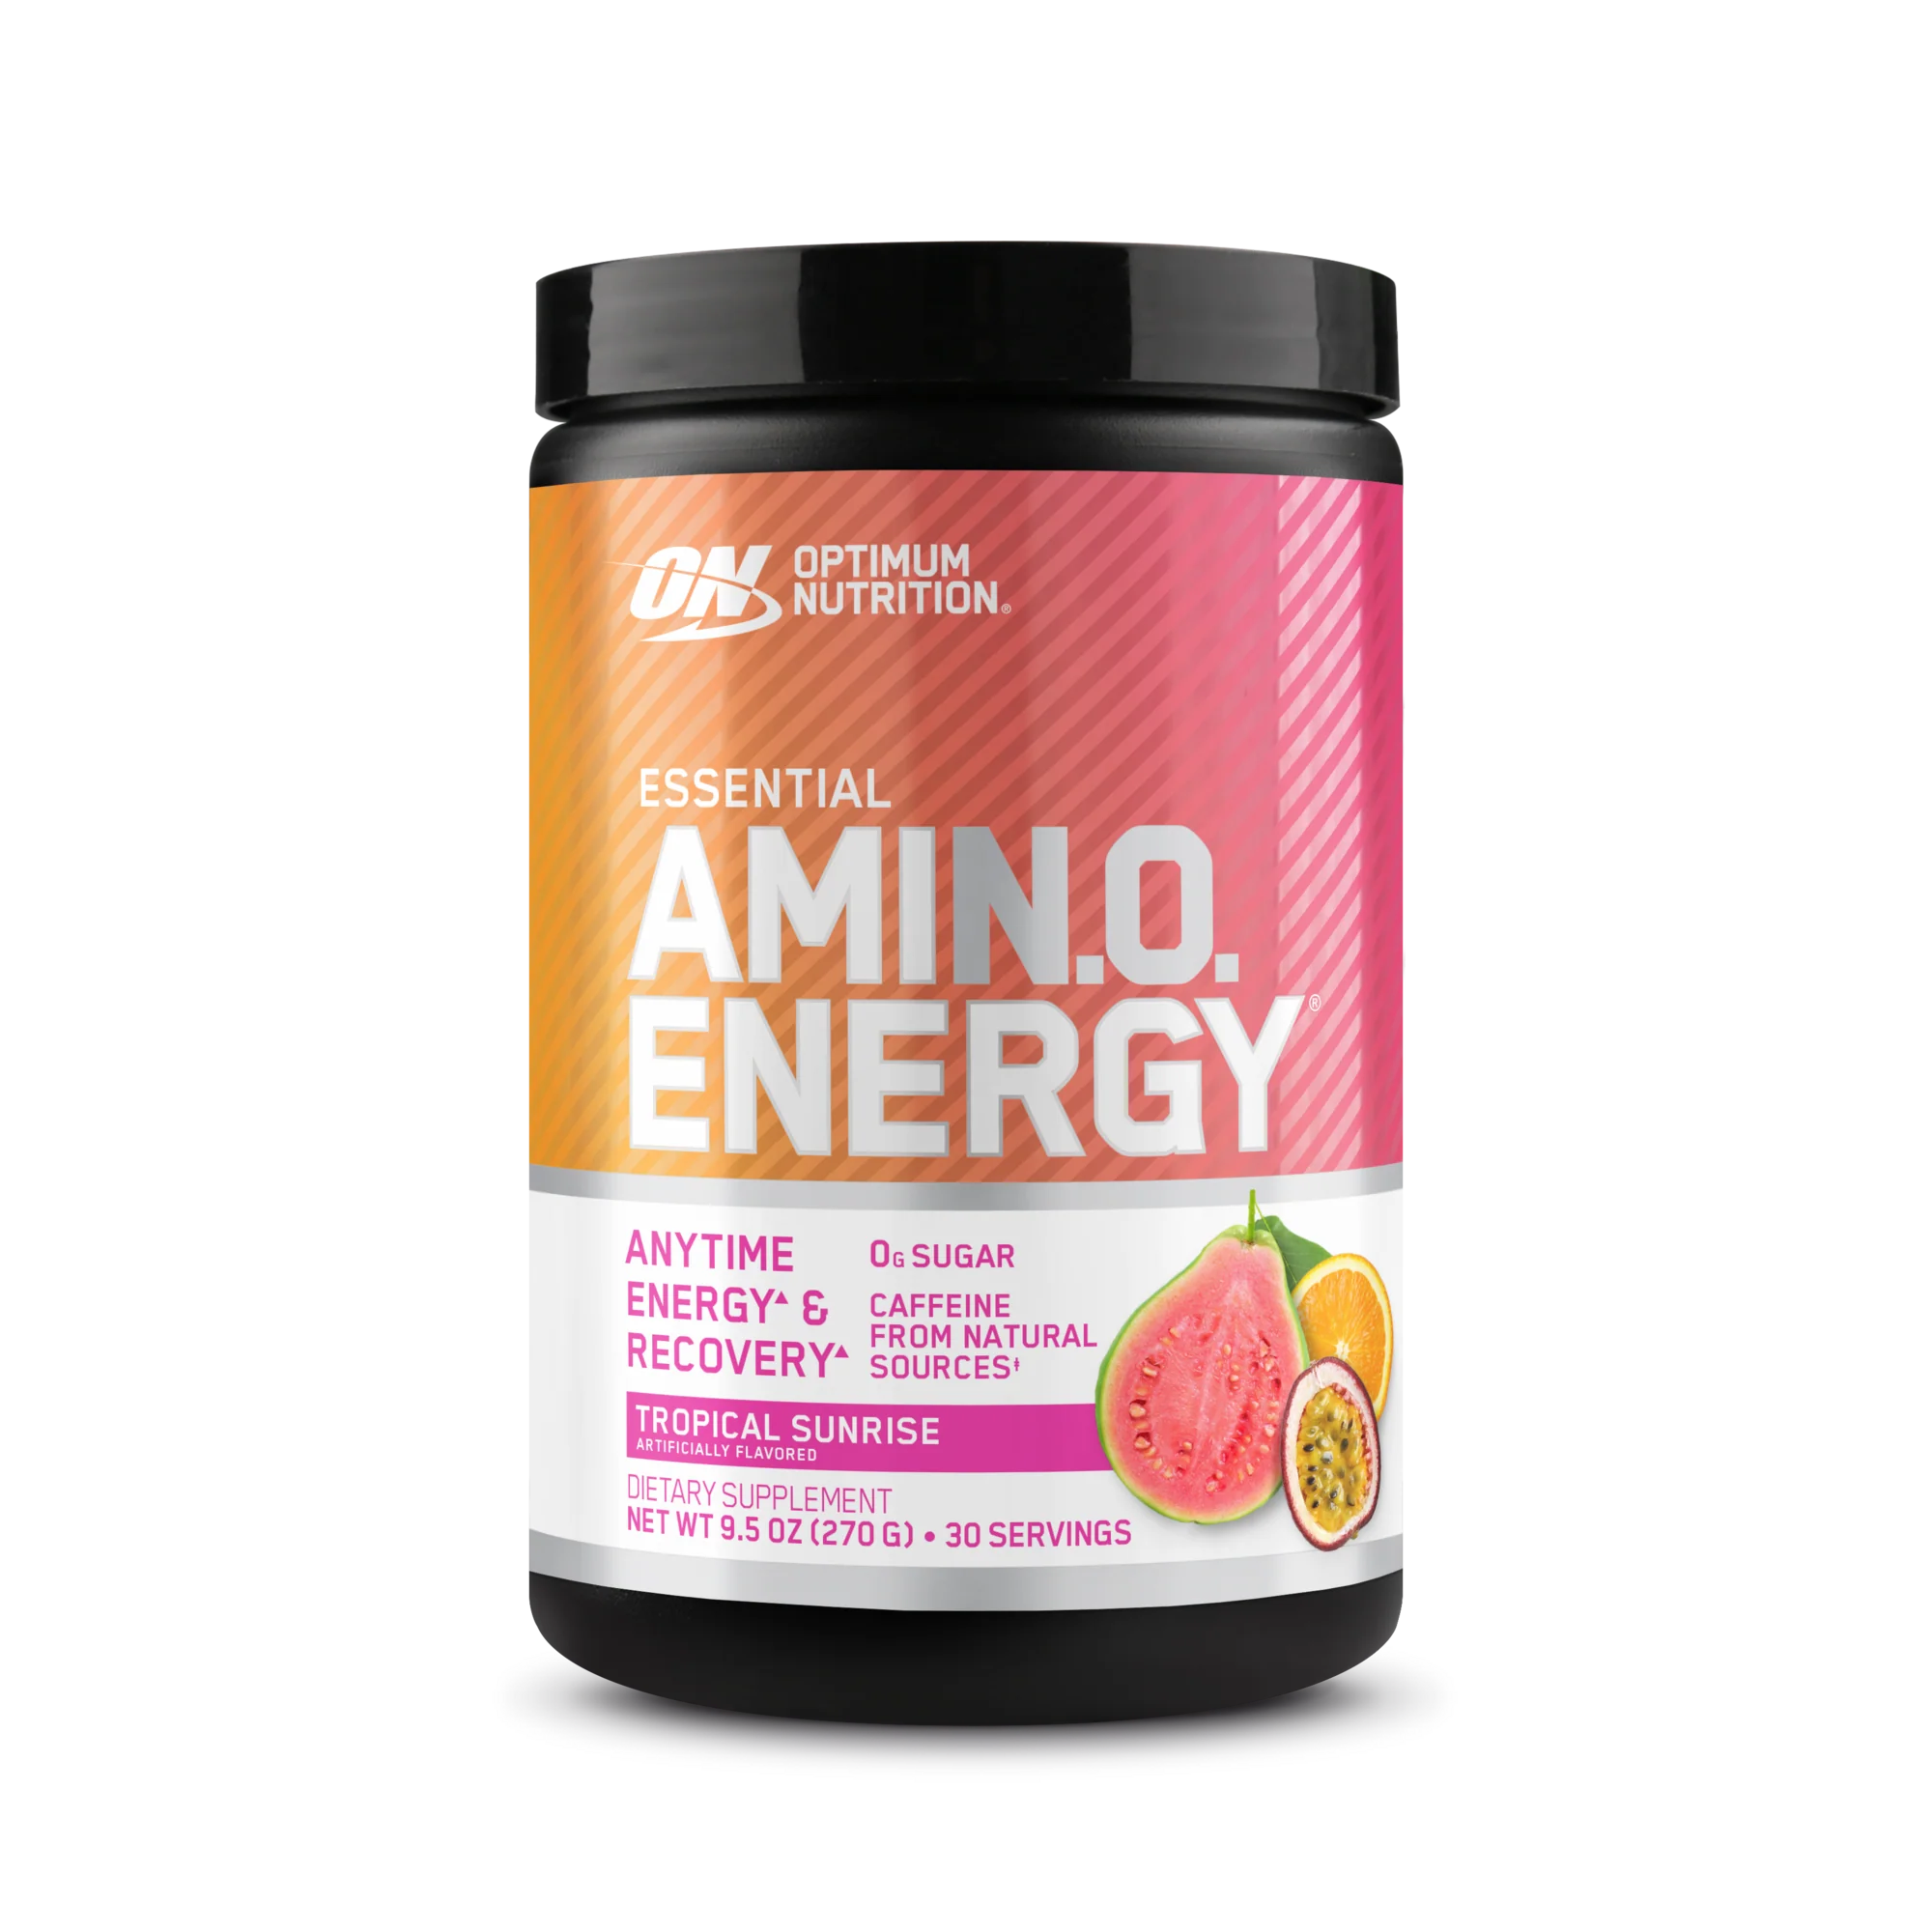 ON OPTIMUM
NUTRITION®
ESSENTIAL
AMIN.O.
ENERGY®
ANYTIME
ENERGY▲ &
RECOVERY▲
0G SUGAR
CAFFEINE
FROM NATURAL
SOURCES‡
TROPICAL SUNRISE
ARTIFICIALLY FLAVORED
DIETARY SUPPLEMENT
NET WT 9.5 OZ (270 G) • 30 SERVINGS